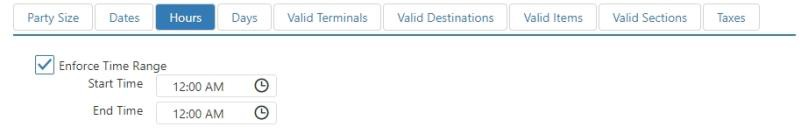 Party Size Dates Hours Days Valid Terminals Valid Destinations Valid Items Valid Sections Taxes
Enforce Time Range
Start Time 12:00 AM
End Time 12:00 AM